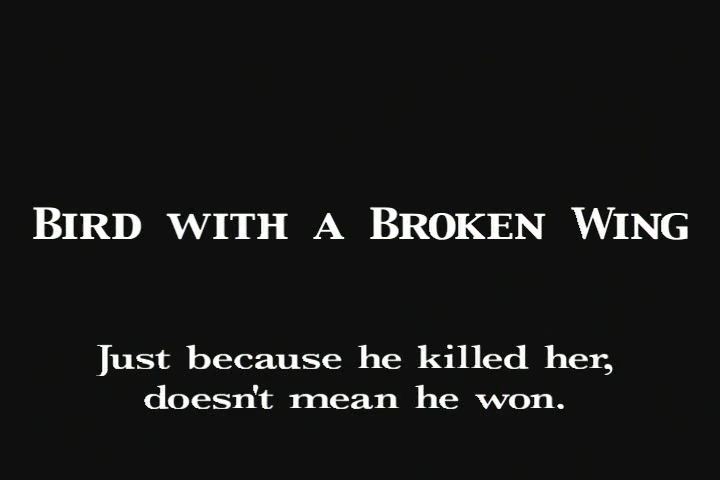 Bird with a Broken Wing
Just because he killed her,
doesn't mean he won.